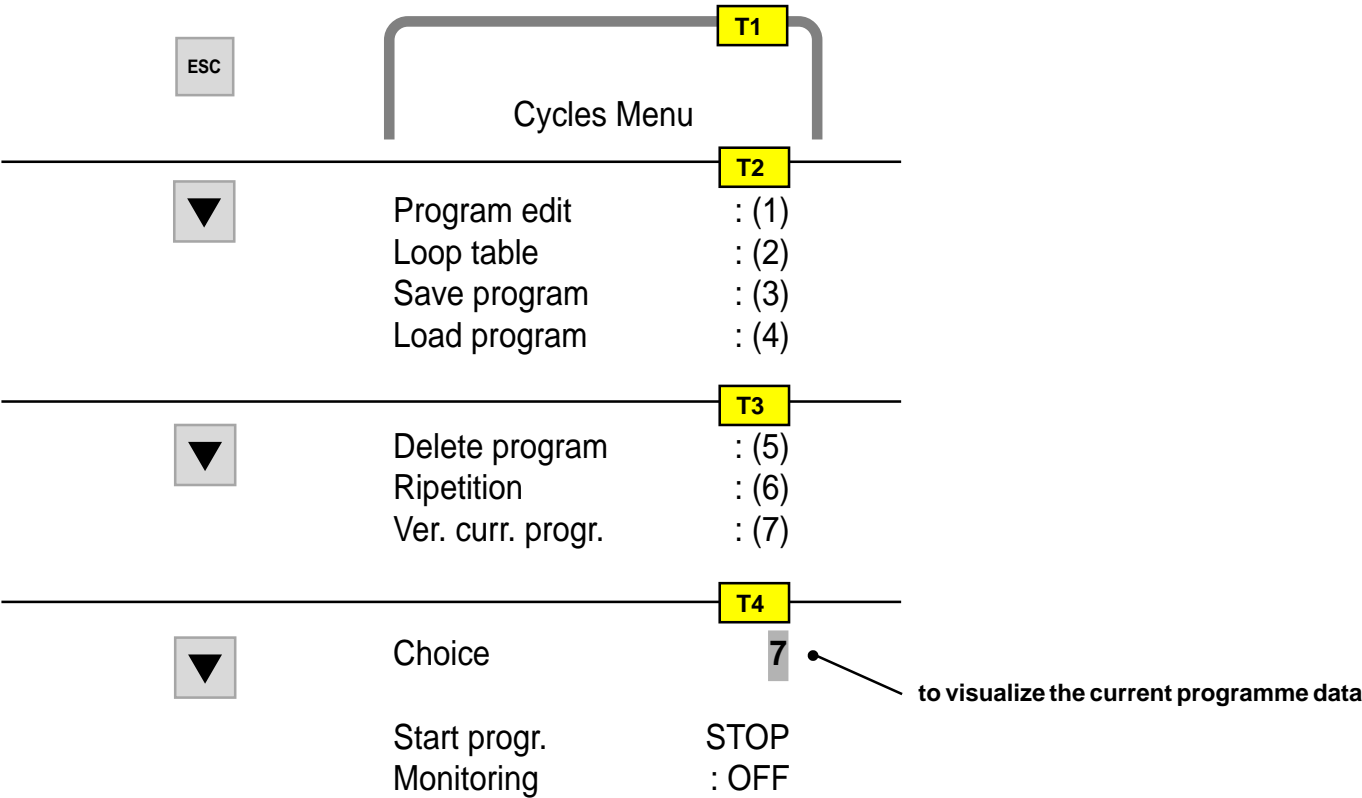 T1
ESC
Cycles Menu
T2
Program edit : (1)
Loop table : (2)
Save program : (3)
Load program : (4)
T3
Delete program : (5)
Ripetition : (6)
Ver. curr. progr. : (7)
T4
Choice 7
to visualize the current programme data
Start progr. STOP
Monitoring : OFF